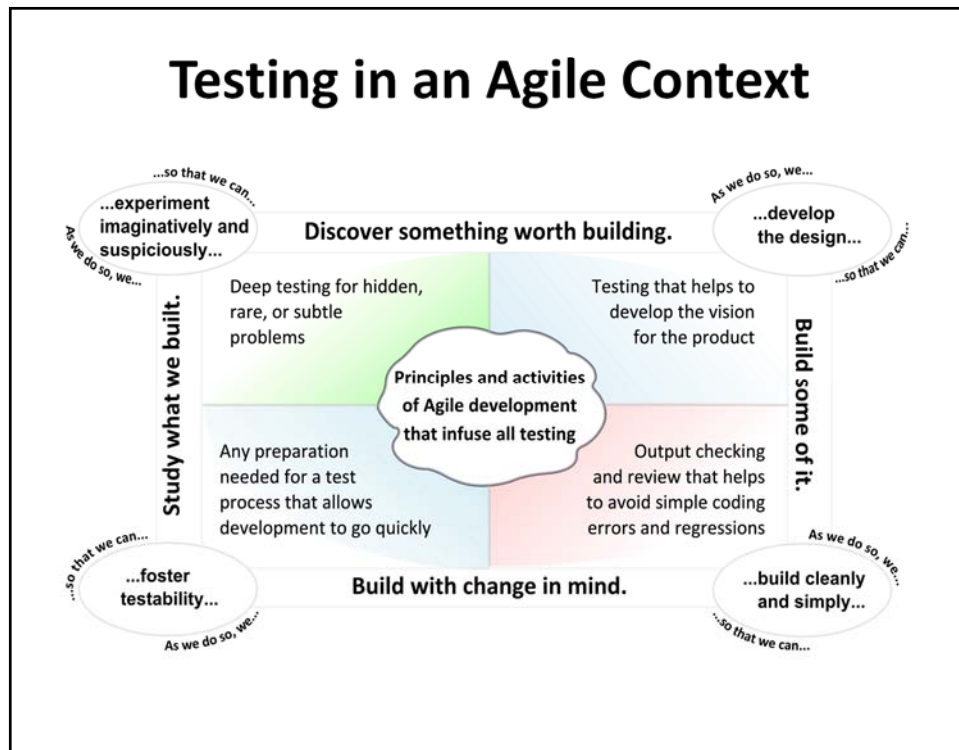 Testing in an Agile Context
...so that we can...
...experiment
imaginatively and
suspiciously...
As we do so, we...
Discover something worth building.
As we do so, we...
...develop
the design...
...so that we can...
Study what we built.
Deep testing for hidden,
rare, or subtle
problems
Testing that helps to
develop the vision
for the product
Build some of it.
Principles and activities
of Agile development
that infuse all testing
Any preparation
needed for a test
process that allows
development to go quickly
Output checking
and review that helps
to avoid simple coding
errors and regressions
...so that we can...
...foster
testability...
As we do so, we...
Build with change in mind.
As we do so, we...
...build cleanly
and simply...
...so that we can...